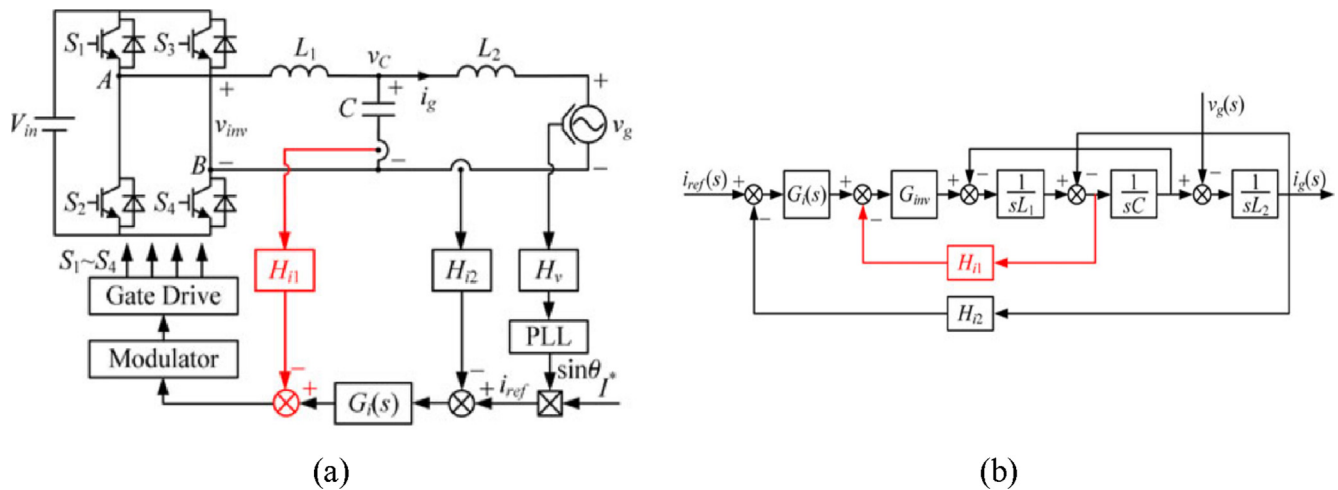 S1 S3 L1 vC L2
A + + + +
Vin vinv C ig vg
B − − −
S2 S4
S1~S4
Hi1 Hi2 Hv
Gate Drive
PLL
Modulator
sinθ
− + Gi(s) − + iref I*
(a)
vg(s)
iref(s) + − Gi(s) + − Ginv + − 1/sL1 + − 1/sC + − 1/sL2 ig(s)
Hi1
Hi2
(b)